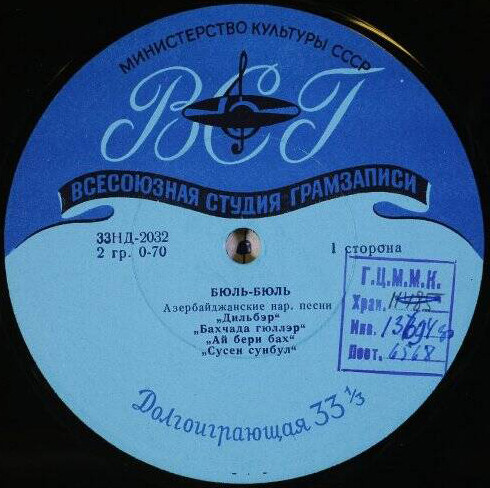 МИНИСТЕРСТВО КУЛЬТУРЫ СССР
ВСГ
ВСЕСОЮЗНАЯ СТУДИЯ ГРАМЗАПИСИ
33НД-2032
2 гр. 0-70
1 сторона
БЮЛЬ-БЮЛЬ
Азербайджанские нар. песни
„Дильбэр“
„Бахчада гюллэр“
„Ай бери бах“
„Сусен сунбул“
Г.Ц.М.М.К.
Хран.
Инв.
Пост. 6568
Долгоиграющая 33 1/3